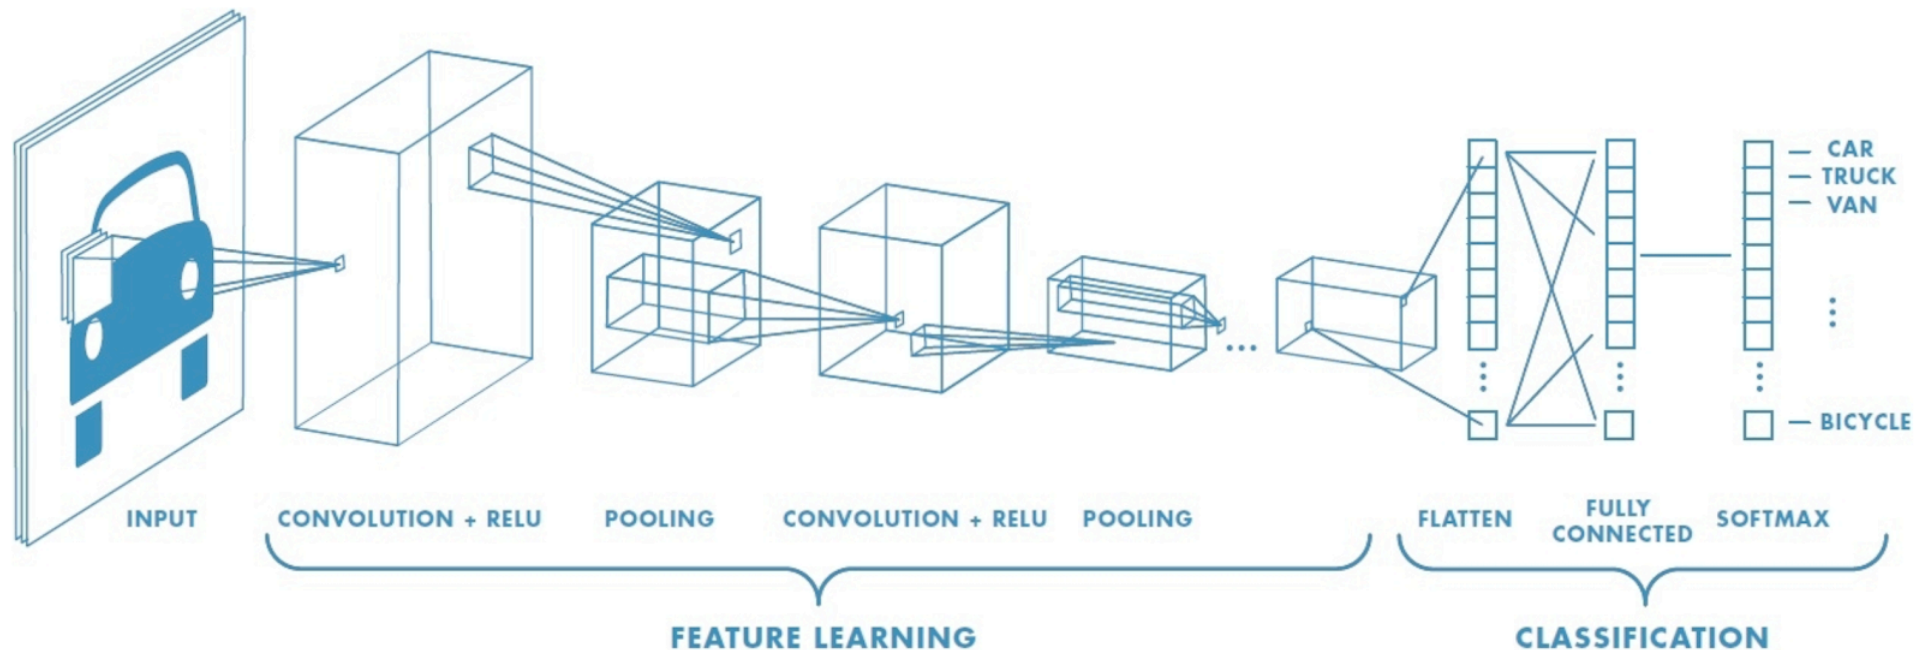 CAR
TRUCK
VAN
BICYCLE
INPUT
CONVOLUTION + RELU
POOLING
CONVOLUTION + RELU
POOLING
FLATTEN
FULLY
CONNECTED
SOFTMAX
FEATURE LEARNING
CLASSIFICATION